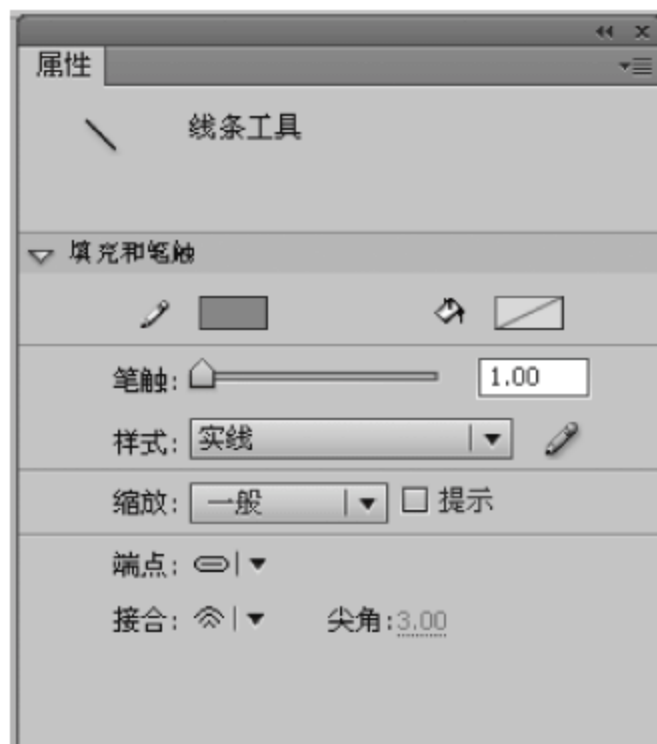 属性
线条工具
填充和笔触
笔触: 1.00
样式: 实线
缩放: 一般 提示
端点:
接合: 尖角:3.00